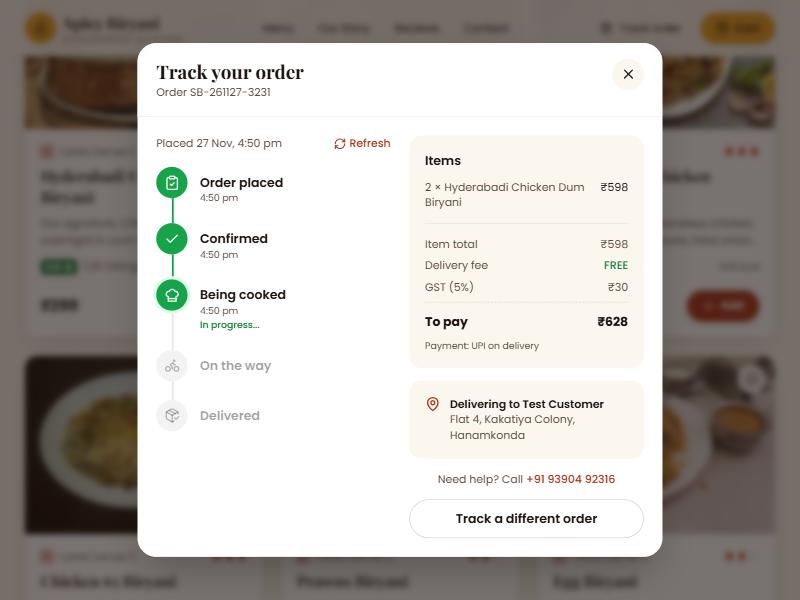 Spicy Biryani
Menu
Our Story
Reviews
Contact
Track order
Track your order
Order SB-261127-3231
Placed 27 Nov, 4:50 pm
Refresh
Order placed
4:50 pm
Confirmed
4:50 pm
Being cooked
4:50 pm
In progress...
On the way
Delivered
Items
2 × Hyderabadi Chicken Dum
Biryani
₹598
Item total
₹598
Delivery fee
FREE
GST (5%)
₹30
To pay
₹628
Payment: UPI on delivery
Delivering to Test Customer
Flat 4, Kakatiya Colony,
Hanamkonda
Need help? Call +91 93904 92316
Track a different order
Chicken 65 Biryani
Prawns Biryani
Egg Biryani